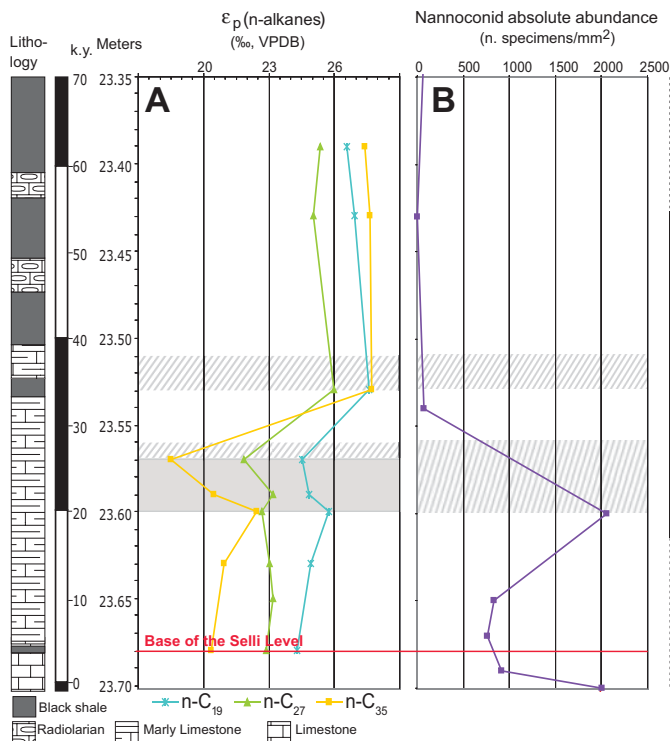 εp (n-alkanes)
(‰, VPDB)
Nannoconid absolute abundance
(n. specimens/mm²)
Litho-
logy
k.y.
Meters
20 23 26
0 500 1000 1500 2000 2500
A
B
70
60
50
40
30
20
10
0
23.35
23.40
23.45
23.50
23.55
23.60
23.65
23.70
Base of the Selli Level
Black shale
n-C₁₉ n-C₂₇ n-C₃₅
Radiolarian Marly Limestone Limestone